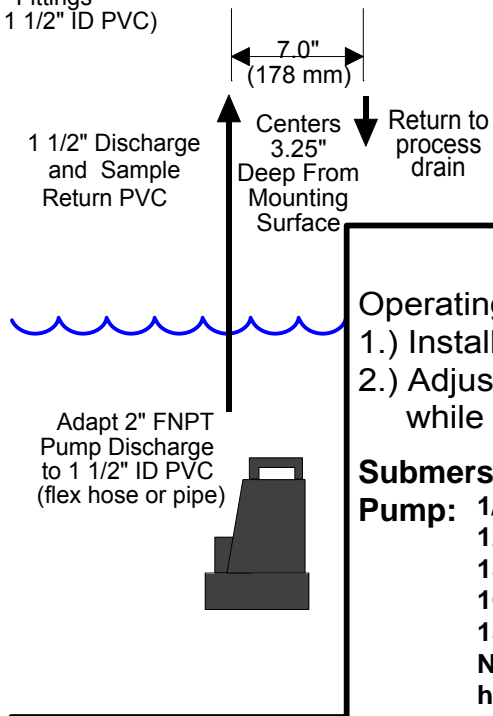 Fittings
1 1/2" ID PVC)
7.0"
(178 mm)
1 1/2" Discharge
and Sample
Return PVC
Centers
3.25"
Deep From
Mounting
Surface
Return to
process
drain
Operating
1.) Install
2.) Adjus
while
Adapt 2" FNPT
Pump Discharge
to 1 1/2" ID PVC
(flex hose or pipe)
Submers
Pump: